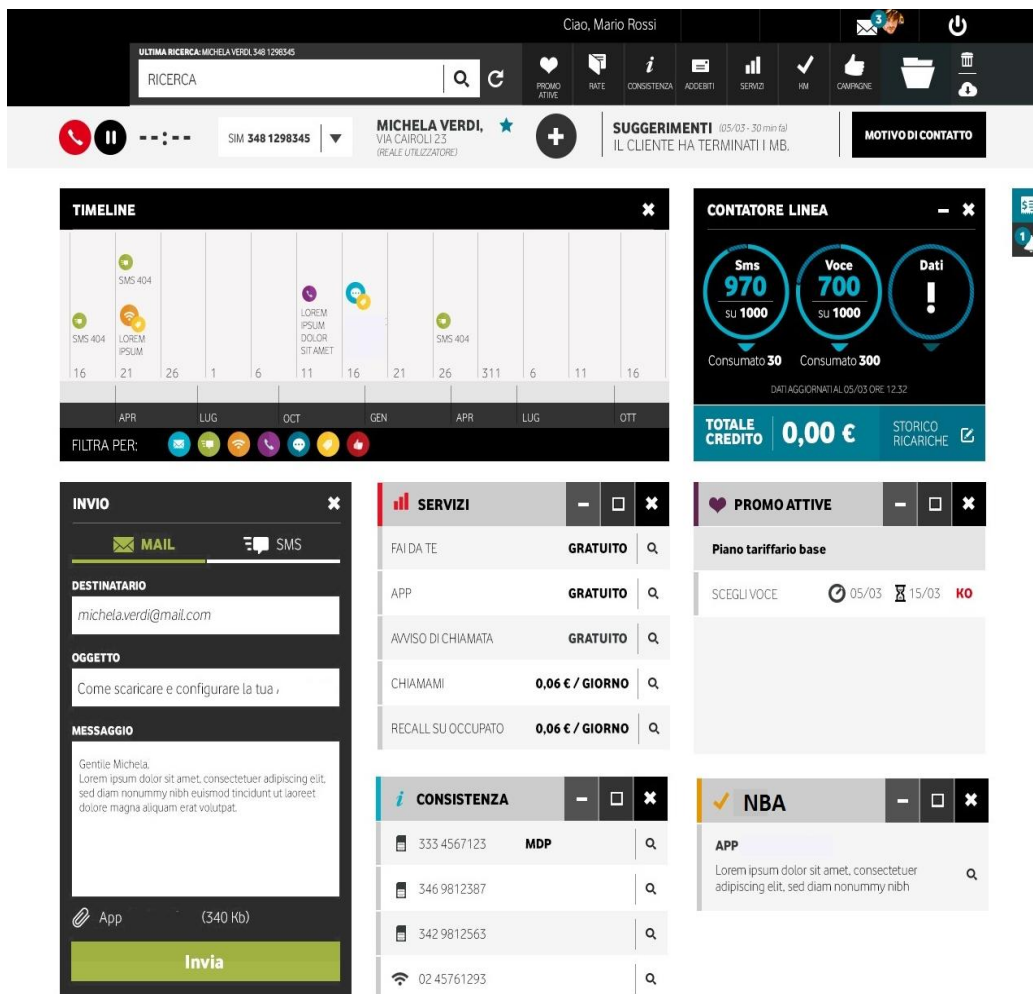 Ciao, Mario Rossi
3
ULTIMA RICERCA: MICHELA VERDI, 348 1298345
RICERCA
PROMO
ATTIVE
RATE
CONSISTENZA
ADDEBITI
SERVIZI
KM
CAMPAGNE
--:--
SIM 348 1298345
MICHELA VERDI,
VIA CAIROLI 23
(REALE UTILIZZATORE)
SUGGERIMENTI (05/03 - 30 min fa)
IL CLIENTE HA TERMINATI I MB.
MOTIVO DI CONTATTO
TIMELINE
SMS 404
SMS 404
LOREM
IPSUM
LOREM
IPSUM
DOLOR
SIT AMET
SMS 404
16 21 26 1 6 11 16 21 26 311 6 11 16
APR LUG OCT GEN APR LUG OTT
FILTRA PER:
CONTATORE LINEA
Sms
970
su 1000
Consumato 30
Voce
700
su 1000
Consumato 300
Dati
!
DATI AGGIORNATI AL 05/03 ORE 12.32
TOTALE
CREDITO
0,00 €
STORICO
RICARICHE
1
INVIO
MAIL
SMS
DESTINATARIO
michela.verdi@mail.com
OGGETTO
Come scaricare e configurare la tua
MESSAGGIO
Gentile Michela,
Lorem ipsum dolor sit amet, consectetuer adipiscing elit,
sed diam nonummy nibh euismod tincidunt ut laoreet
dolore magna aliquam erat volutpat.
App (340 Kb)
Invia
SERVIZI
FAI DA TE GRATUITO
APP GRATUITO
AVVISO DI CHIAMATA GRATUITO
CHIAMAMI 0,06 € / GIORNO
RECALL SU OCCUPATO 0,06 € / GIORNO
i CONSISTENZA
333 4567123 MDP
346 9812387
342 9812563
02 45761293
PROMO ATTIVE
Piano tariffario base
SCEGLI VOCE 05/03 15/03 KO
NBA
APP
Lorem ipsum dolor sit amet, consectetuer
adipiscing elit, sed diam nonummy nibh